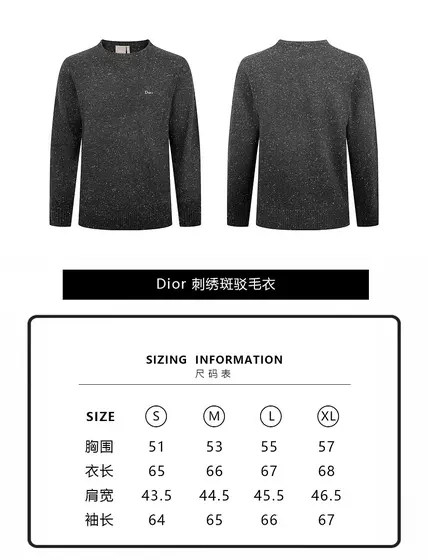 Dior
Dior 刺绣斑驳毛衣
SIZING INFORMATION
尺码表
SIZE S M L XL
胸围 51 53 55 57
衣长 65 66 67 68
肩宽 43.5 44.5 45.5 46.5
袖长 64 65 66 67